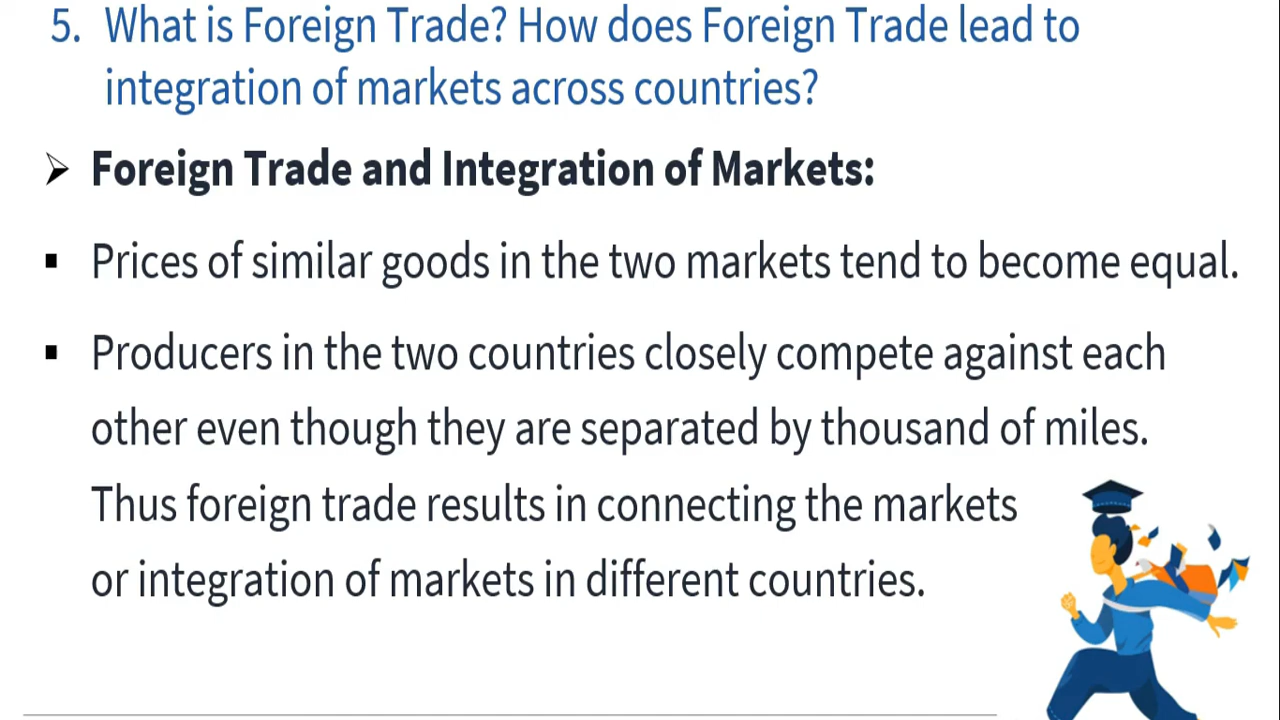 5. What is Foreign Trade? How does Foreign Trade lead to
integration of markets across countries?
➢ Foreign Trade and Integration of Markets:
▪ Prices of similar goods in the two markets tend to become equal.
▪ Producers in the two countries closely compete against each
other even though they are separated by thousand of miles.
Thus foreign trade results in connecting the markets
or integration of markets in different countries.